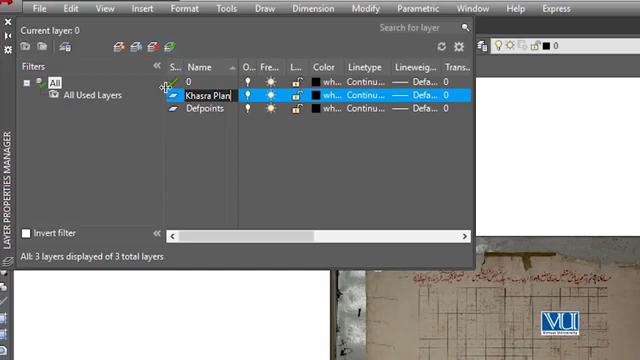 File Edit View Insert Format Tools Draw Dimension Modify Parametric Window Express
Current layer: 0
Search for layer
Filters
S.. Name O. Fre... L... Color Linetype Lineweig... Trans...
All
0 wh... Continu... Defa... 0
All Used Layers
Khasra Plan wh... Continu... Defa... 0
Defpoints wh... Continu... Defa... 0
0
LAYER PROPERTIES MANAGER
Invert filter
All: 3 layers displayed of 3 total layers
VU
Virtual University